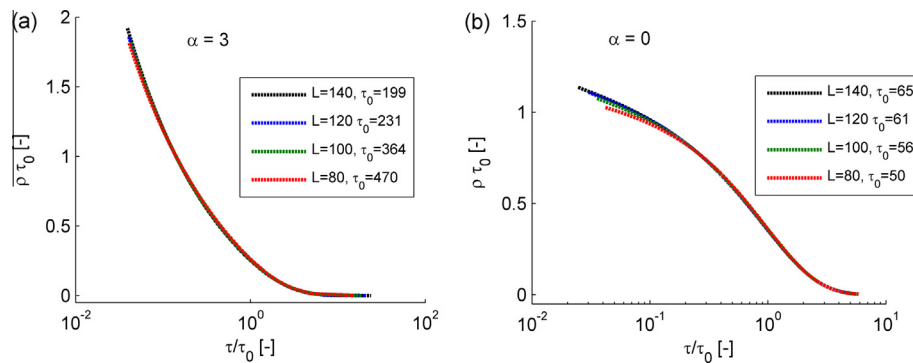 (a)
α = 3
ρ τ0 [-]
2
1.5
1
0.5
0
L=140, τ0=199
L=120 τ0=231
L=100, τ0=364
L=80, τ0=470
10-2
100
102
τ/τ0 [-]
(b)
α = 0
ρ τ0 [-]
1.5
1
0.5
0
L=140, τ0=65
L=120 τ0=61
L=100, τ0=56
L=80, τ0=50
10-2
10-1
100
101
τ/τ0 [-]